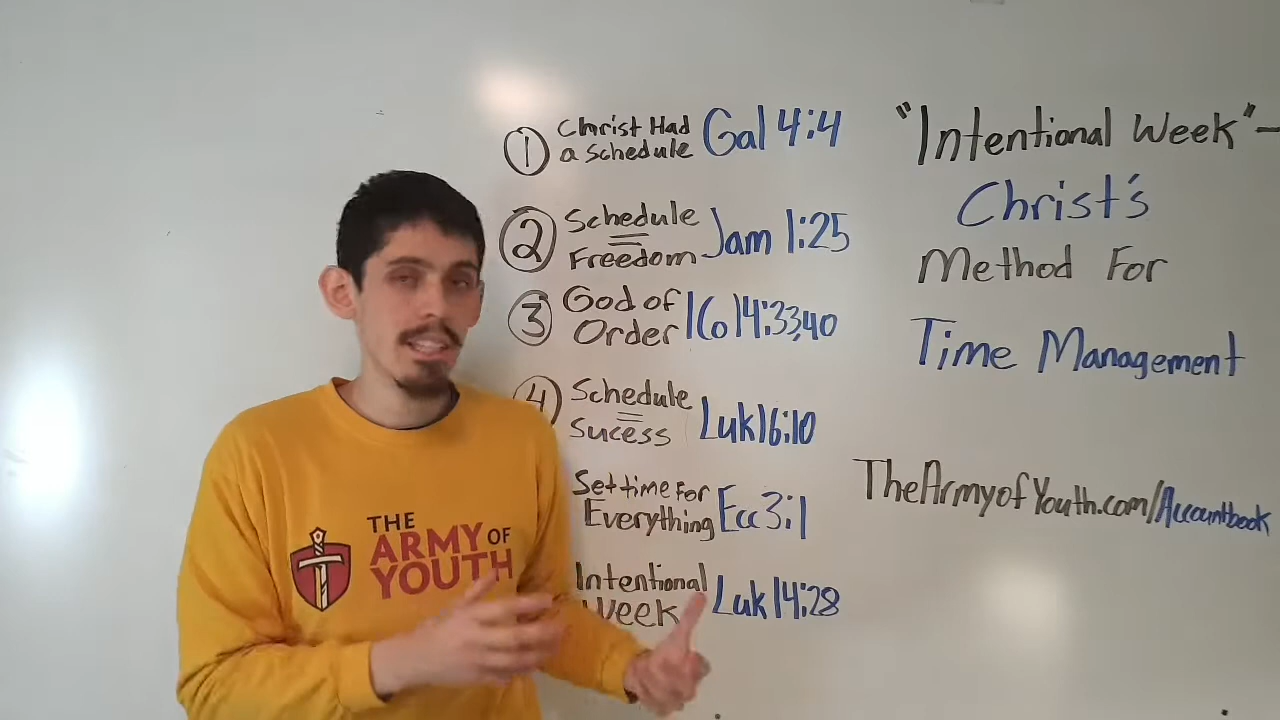 ① Christ Had
a Schedule Gal 4:4
② Schedule
=
Freedom Jam 1:25
③ God of
Order 1Co 14:33,40
④ Schedule
=
Sucess Luk 16:10
Set time For
Everything Ecc 3:1
Intentional
Week Luk 14:28
"Intentional Week"-
Christ's
Method For
Time Management
TheArmyofYouth.com/Accountbook
THE
ARMY OF
YOUTH